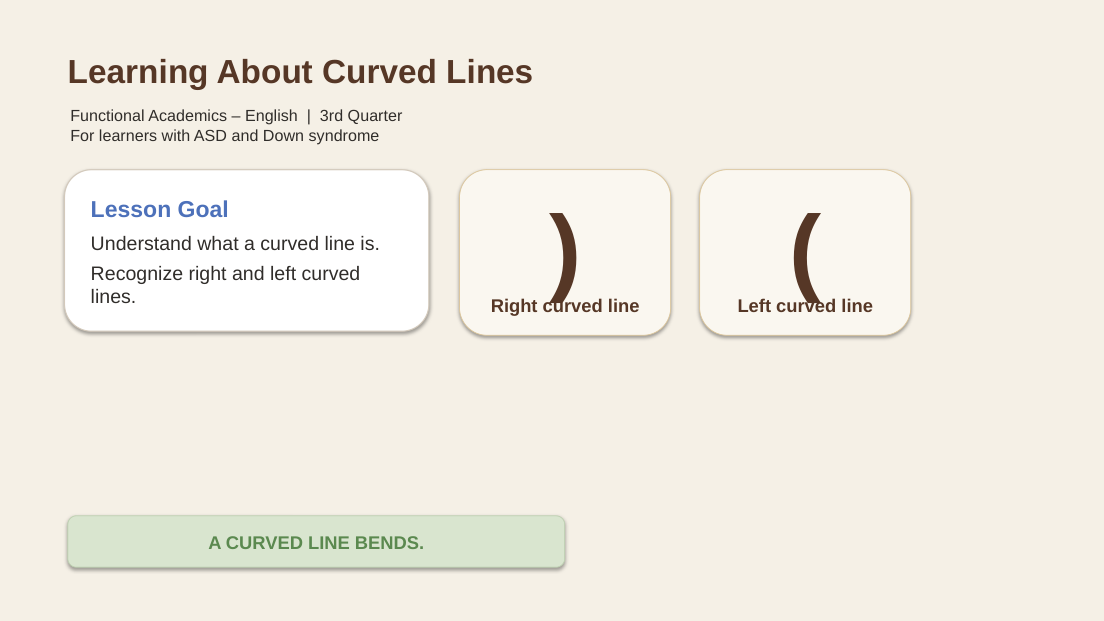 Learning About Curved Lines
Functional Academics – English | 3rd Quarter
For learners with ASD and Down syndrome
Lesson Goal
Understand what a curved line is.
Recognize right and left curved
lines.
)
Right curved line
(
Left curved line
A CURVED LINE BENDS.